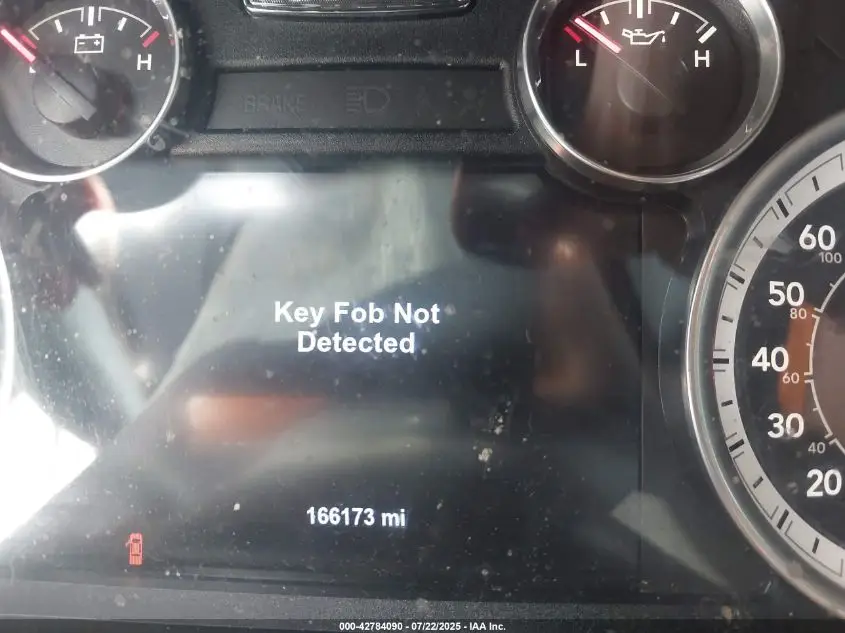 H
L
H
BRAKE
Key Fob Not
Detected
166173 mi
60
100
50
80
40
60
30
40
20
000-42784090 - 07/22/2025 - IAA Inc.